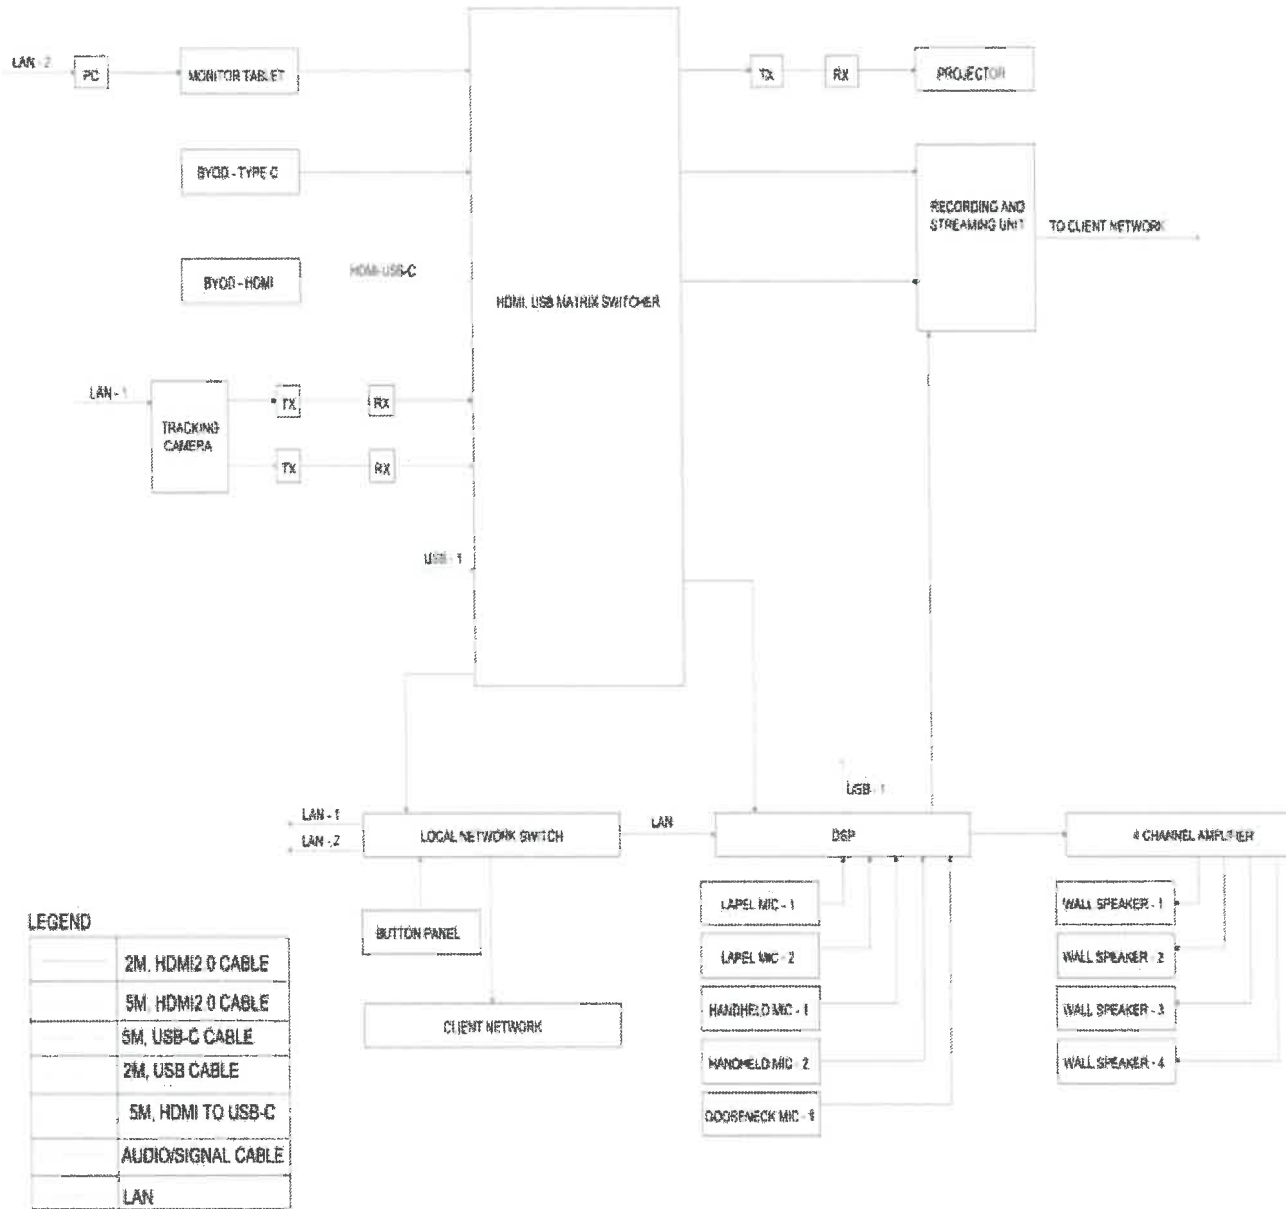 LAN - 2
PC
MONITOR TABLET
TX
RX
PROJECTOR
BYOD - TYPE C
RECORDING AND
STREAMING UNIT
TO CLIENT NETWORK
BYOD - HDMI
HDMI-USB-C
HDMI, USB MATRIX SWITCHER
LAN - 1
TRACKING
CAMERA
TX
RX
TX
RX
USB - 1
USB - 1
LAN - 1
LAN - 2
LOCAL NETWORK SWITCH
LAN
DSP
4 CHANNEL AMPLIFIER
BUTTON PANEL
CLIENT NETWORK
LAPEL MIC - 1
LAPEL MIC - 2
HANDHELD MIC - 1
HANDHELD MIC - 2
GOOSENECK MIC -
WALL SPEAKER - 1
WALL SPEAKER - 2
WALL SPEAKER - 3
WALL SPEAKER - 4
LEGEND
2M, HDMI2.0 CABLE
5M, HDMI2.0 CABLE
5M, USB-C CABLE
2M, USB CABLE
5M, HDMI TO USB-C
AUDIO/SIGNAL CABLE
LAN